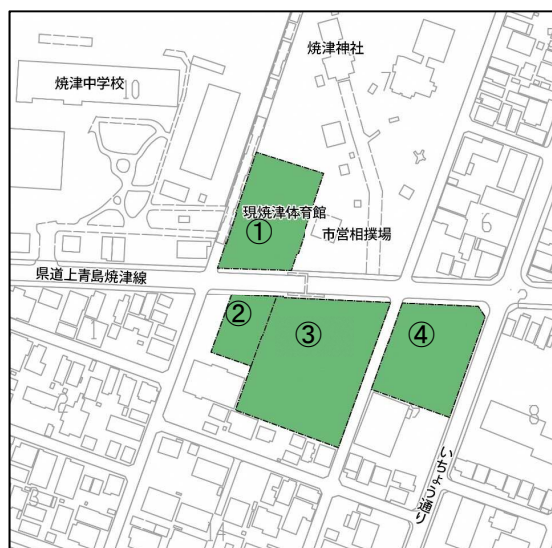 焼津神社
焼津中学校
10
現焼津体育館
①
市営相撲場
6
県道上青島焼津線
②
③
④
いちょう通り